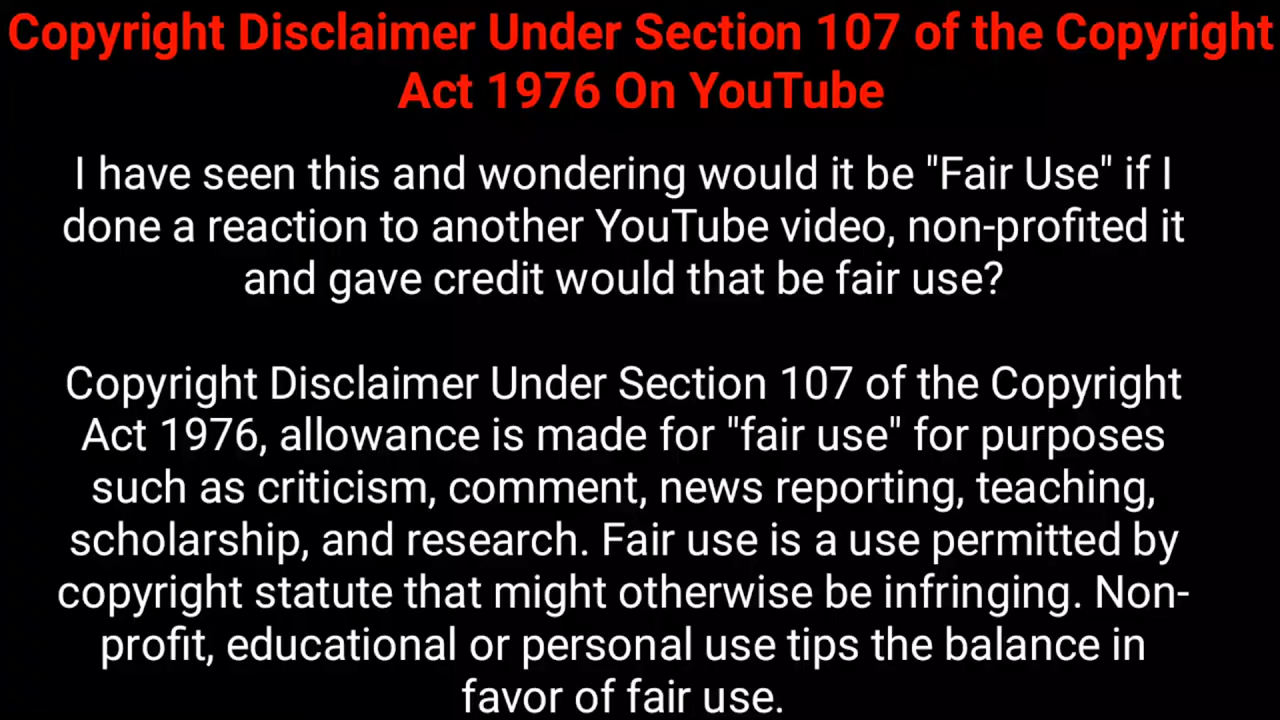 Copyright Disclaimer Under Section 107 of the Copyright
Act 1976 On YouTube
I have seen this and wondering would it be "Fair Use" if I
done a reaction to another YouTube video, non-profited it
and gave credit would that be fair use?
Copyright Disclaimer Under Section 107 of the Copyright
Act 1976, allowance is made for "fair use" for purposes
such as criticism, comment, news reporting, teaching,
scholarship, and research. Fair use is a use permitted by
copyright statute that might otherwise be infringing. Non-
profit, educational or personal use tips the balance in
favor of fair use.